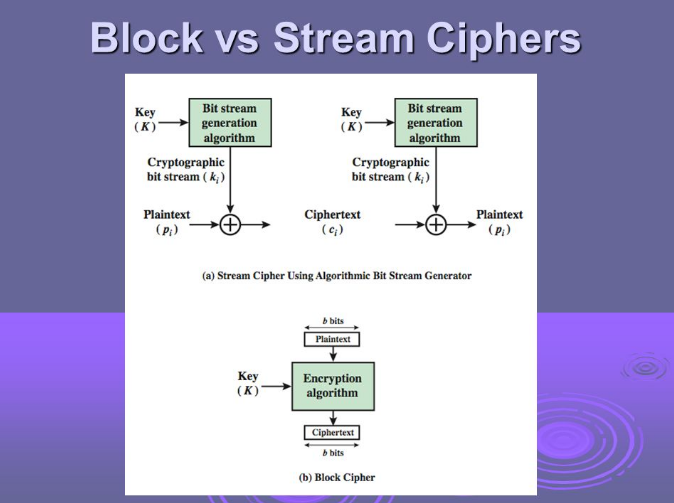 Block vs Stream Ciphers
Key
(K)
Bit stream
generation
algorithm
Cryptographic
bit stream ( kᵢ)
Plaintext
(pᵢ)
Key
(K)
Bit stream
generation
algorithm
Cryptographic
bit stream ( kᵢ)
Ciphertext
( cᵢ)
Plaintext
(pᵢ)
(a) Stream Cipher Using Algorithmic Bit Stream Generator
b bits
Plaintext
Key
(K)
Encryption
algorithm
Ciphertext
b bits
(b) Block Cipher